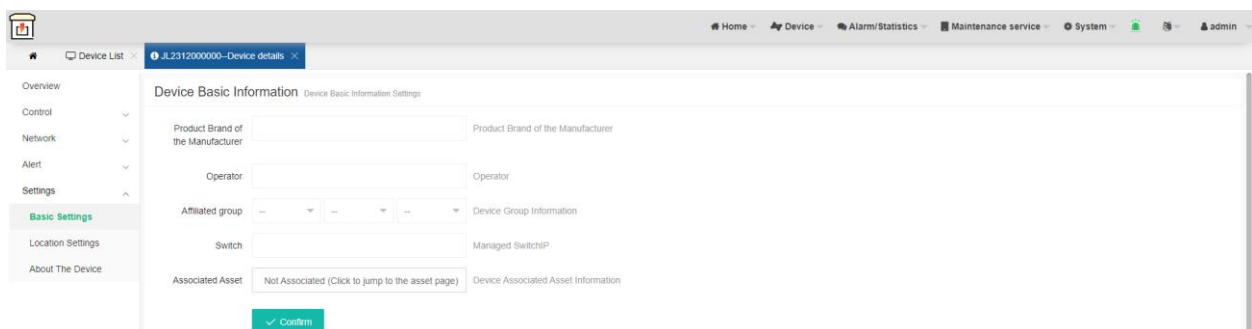 Home Device Alarm/Statistics Maintenance service System admin
Device List JL2312000000--Device details
Overview
Control
Network
Alert
Settings
Basic Settings
Location Settings
About The Device
Device Basic Information Device Basic Information Settings
Product Brand of
the Manufacturer
Product Brand of the Manufacturer
Operator Operator
Affiliated group -- -- -- Device Group Information
Switch Managed SwitchIP
Associated Asset Not Associated (Click to jump to the asset page) Device Associated Asset Information
Confirm